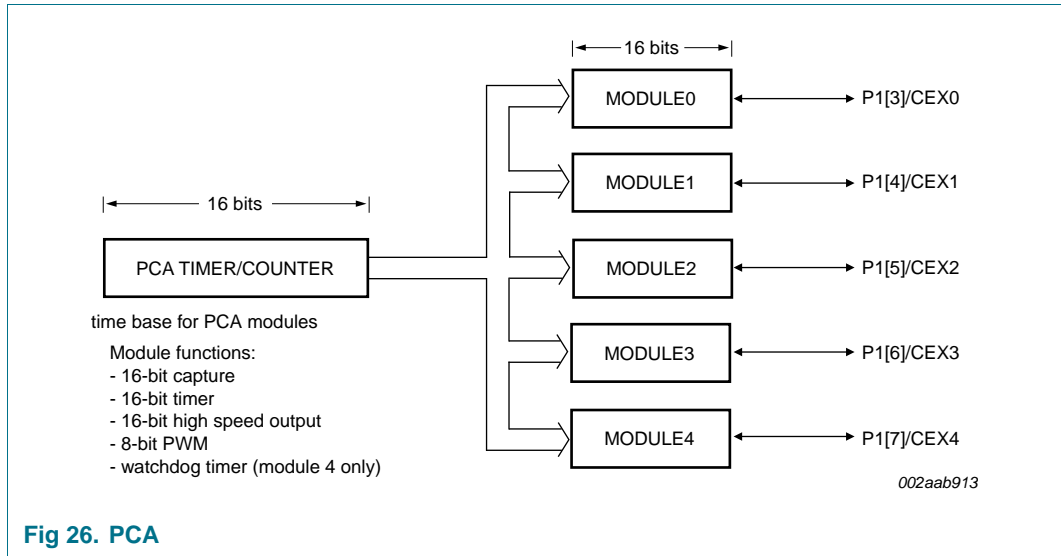 16 bits
MODULE0
P1[3]/CEX0
MODULE1
P1[4]/CEX1
16 bits
PCA TIMER/COUNTER
MODULE2
P1[5]/CEX2
time base for PCA modules
Module functions:
- 16-bit capture
- 16-bit timer
- 16-bit high speed output
- 8-bit PWM
- watchdog timer (module 4 only)
MODULE3
P1[6]/CEX3
MODULE4
P1[7]/CEX4
002aab913
Fig 26. PCA